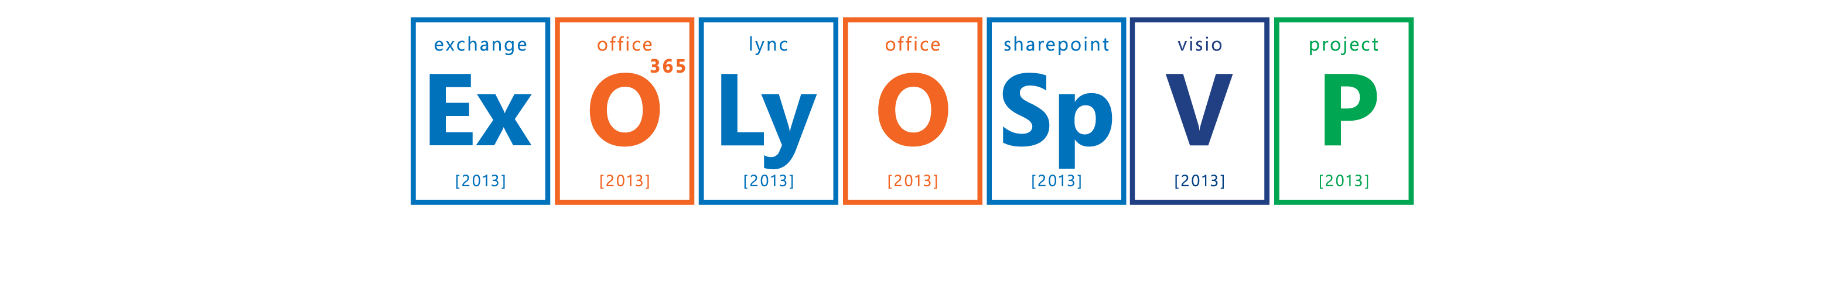 exchange office lync office sharepoint visio project
365
Ex O Ly O Sp V P
[2013] [2013] [2013] [2013] [2013] [2013] [2013]